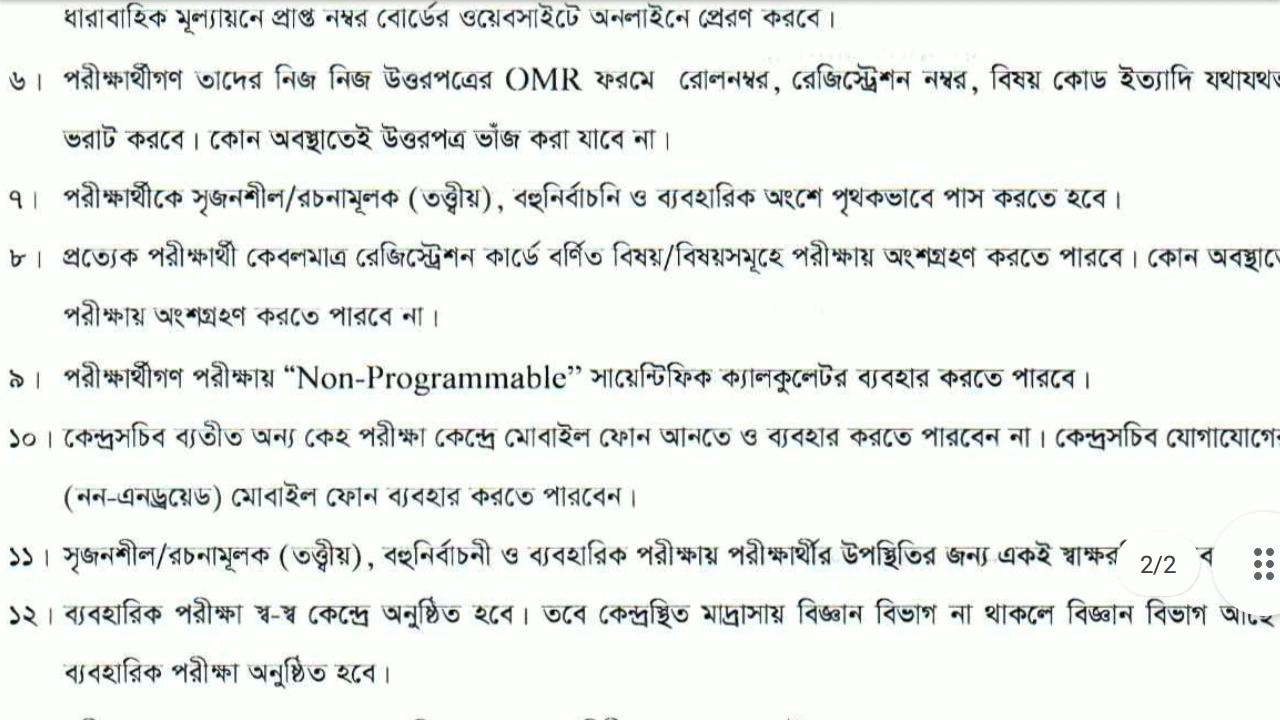 ধারাবাহিক মূল্যায়নে প্রাপ্ত নম্বর বোর্ডের ওয়েবসাইটে অনলাইনে প্রেরণ করবে।
৬। পরীক্ষার্থীগণ তাদের নিজ নিজ উত্তরপত্রের OMR ফরমে রোলনম্বর, রেজিস্ট্রেশন নম্বর, বিষয় কোড ইত্যাদি
ভরাট করবে। কোন অবস্থাতেই উত্তরপত্র ভাঁজ করা যাবে না।
৭। পরীক্ষার্থীকে সৃজনশীল/রচনামূলক (তত্ত্বীয়), বহুনির্বাচনি ও ব্যবহারিক অংশে পৃথকভাবে পাস করতে হবে।
৮। প্রত্যেক পরীক্ষার্থী কেবলমাত্র রেজিস্ট্রেশন কার্ডে বর্ণিত বিষয়/বিষয়সমূহে পরীক্ষায় অংশগ্রহণ করতে পারবে। কোন
পরীক্ষায় অংশগ্রহণ করতে পারবে না।
৯। পরীক্ষার্থীগণ পরীক্ষায় “Non-Programmable” সায়েন্টিফিক ক্যালকুলেটর ব্যবহার করতে পারবে।
১০। কেন্দ্রসচিব ব্যতীত অন্য কেহ পরীক্ষা কেন্দ্রে মোবাইল ফোন আনতে ও ব্যবহার করতে পারবেন না। কেন্দ্রসচিব
(নন-এনড্রয়েড) মোবাইল ফোন ব্যবহার করতে পারবেন।
১১। সৃজনশীল/রচনামূলক (তত্ত্বীয়), বহুনির্বাচনী ও ব্যবহারিক পরীক্ষায় পরীক্ষার্থীর উপস্থিতির জন্য একই
2/2
১২। ব্যবহারিক পরীক্ষা স্ব-স্ব কেন্দ্রে অনুষ্ঠিত হবে। তবে কেন্দ্রস্থিত মাদ্রাসায় বিজ্ঞান বিভাগ না থাকলে বিজ্ঞান বিভাগ
ব্যবহারিক পরীক্ষা অনুষ্ঠিত হবে।